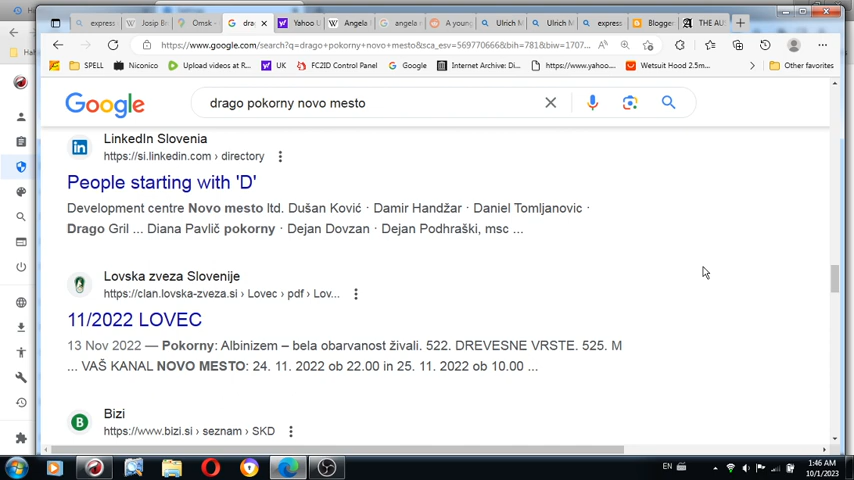 express
Josip Bo
Omsk -
drag
Yahoo U
Angela
angela
A young
Ulrich M
Ulrich M
express
Blogger
THE AUS
https://www.google.com/search?q=drago+pokorny+novo+mesto&sca_esv=569770666&bih=781&biw=1707...
SPELL
Niconico
Upload videos at R...
UK
FC2ID Control Panel
Google
Internet Archive: Di...
https://www.yahoo....
Wetsuit Hood 2.5m...
Other favorites
Google
drago pokorny novo mesto
LinkedIn Slovenia
https://si.linkedin.com › directory
People starting with 'D'
Development centre Novo mesto ltd. Dušan Ković · Damir Handžar · Daniel Tomljanovic ·
Drago Gril ... Diana Pavlič pokorny · Dejan Dovzan · Dejan Podhraški, msc ...
Lovska zveza Slovenije
https://clan.lovska-zveza.si › Lovec › pdf › Lov...
11/2022 LOVEC
13 Nov 2022 — Pokorny: Albinizem – bela obarvanost živali. 522. DREVESNE VRSTE. 525. M
... VAŠ KANAL NOVO MESTO: 24. 11. 2022 ob 22.00 in 25. 11. 2022 ob 10.00 ...
Bizi
https://www.bizi.si › seznam › SKD
EN
1:46 AM
10/1/2023